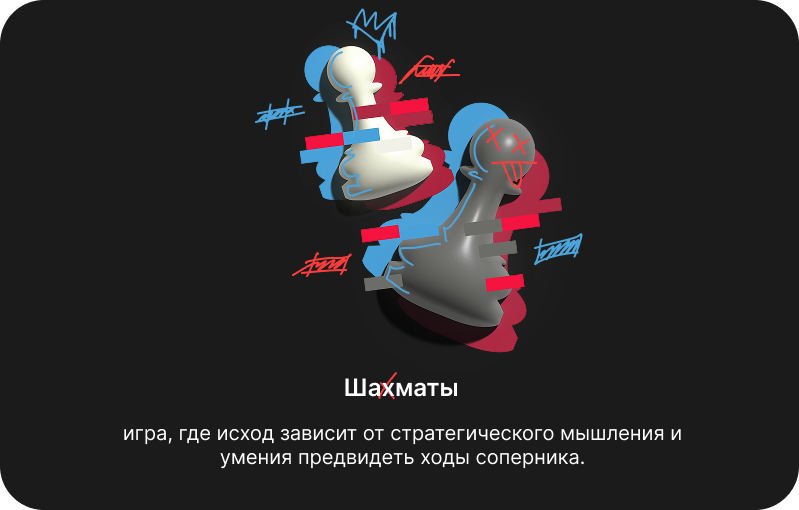 Шахматы
игра, где исход зависит от стратегического мышления и
умения предвидеть ходы соперника.